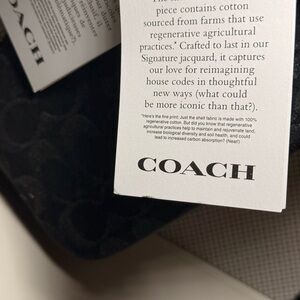 COACH
piece contains cotton
sourced from farms that use
regenerative agricultural
practices.* Crafted to last in our
Signature jacquard, it captures
our love for reimagining
house codes in thoughtful
new ways (what could
be more iconic than that?).
*Here's the fine print: Just the shell fabric is made with 100%
regenerative cotton. But did you know that regenerative
agricultural practices help to maintain and rejuvenate land,
increase biological diversity and soil health, and could
lead to increased carbon absorption? (Neat!)
COACH